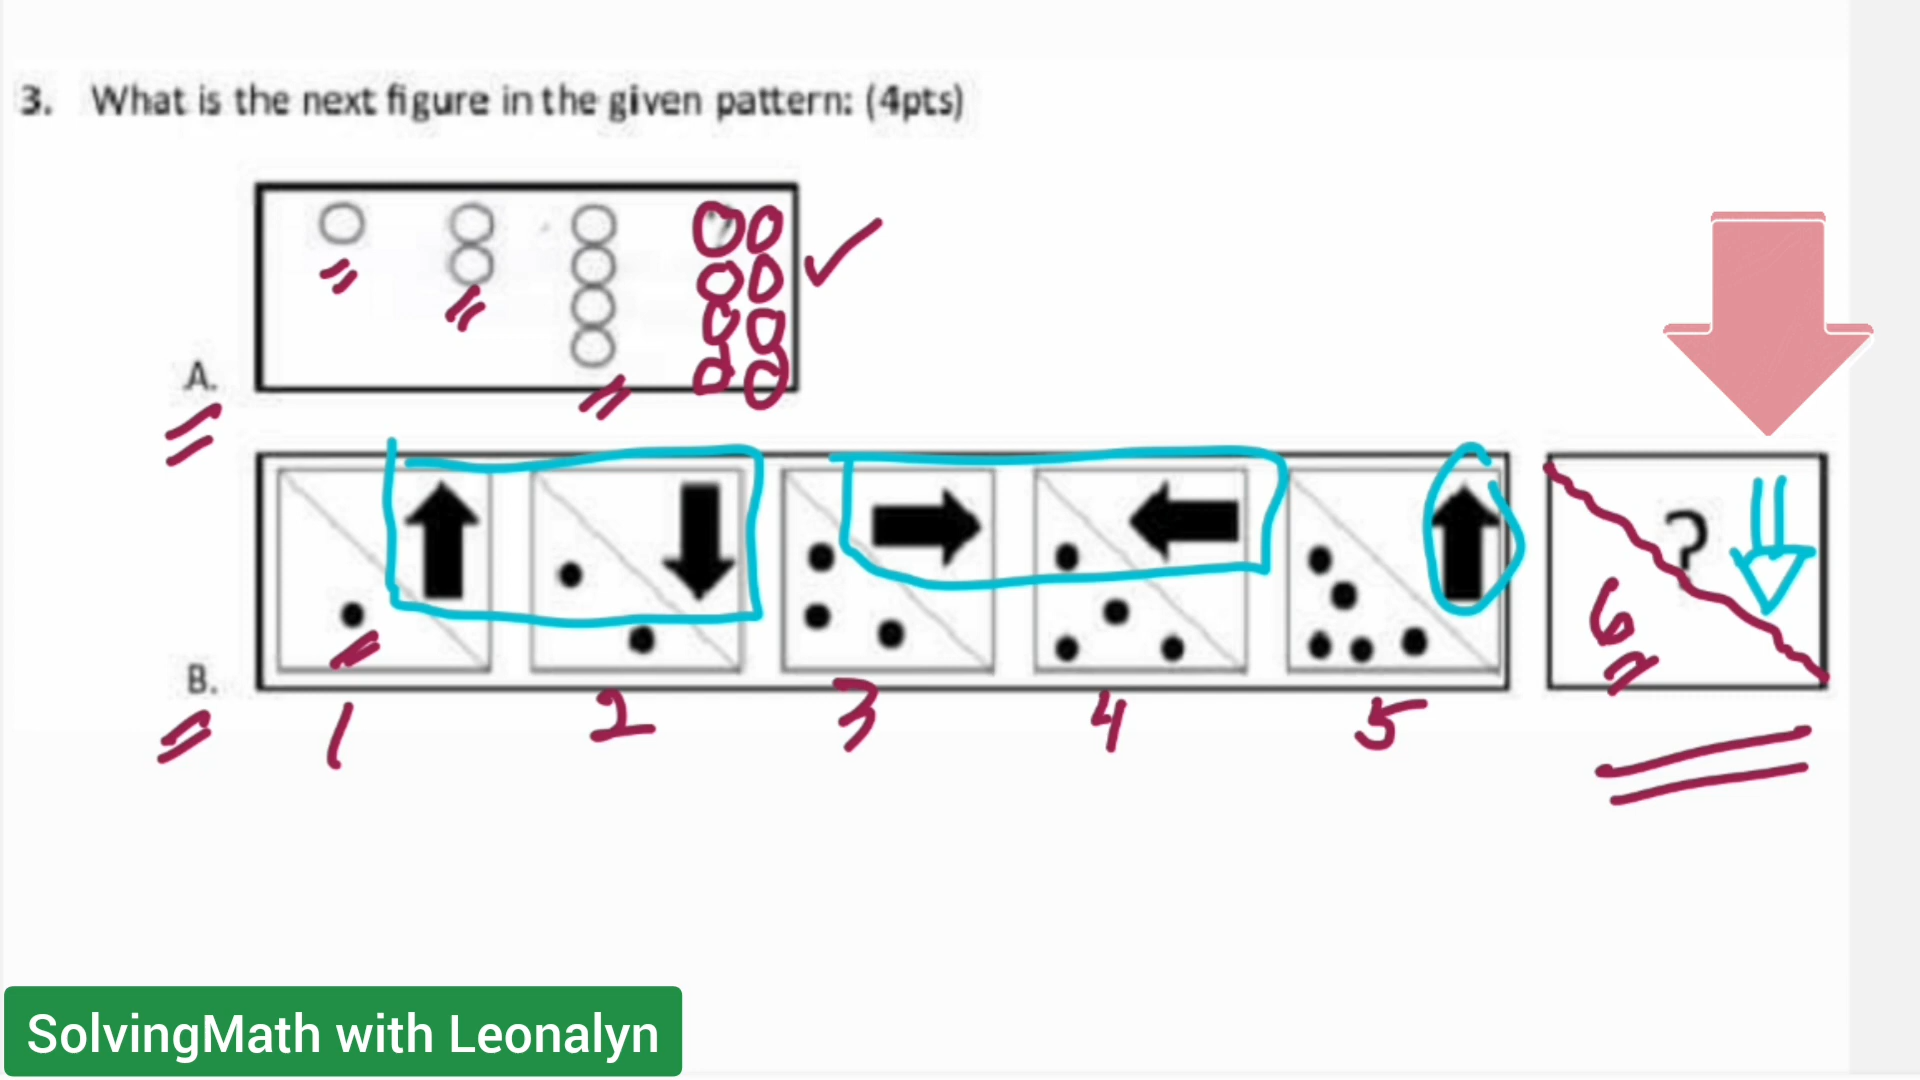 3. What is the next figure in the given pattern: (4pts)
A.
B.
?
6
1 2 3 4 5
SolvingMath with Leonalyn